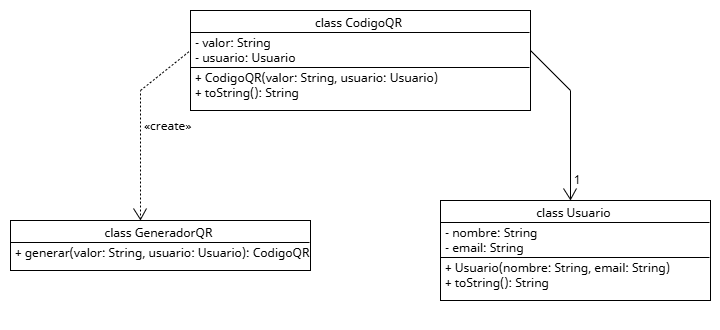 class CodigoQR
- valor: String
- usuario: Usuario
+ CodigoQR(valor: String, usuario: Usuario)
+ toString(): String
«create»
1
class GeneradorQR
+ generar(valor: String, usuario: Usuario): CodigoQR
class Usuario
- nombre: String
- email: String
+ Usuario(nombre: String, email: String)
+ toString(): String